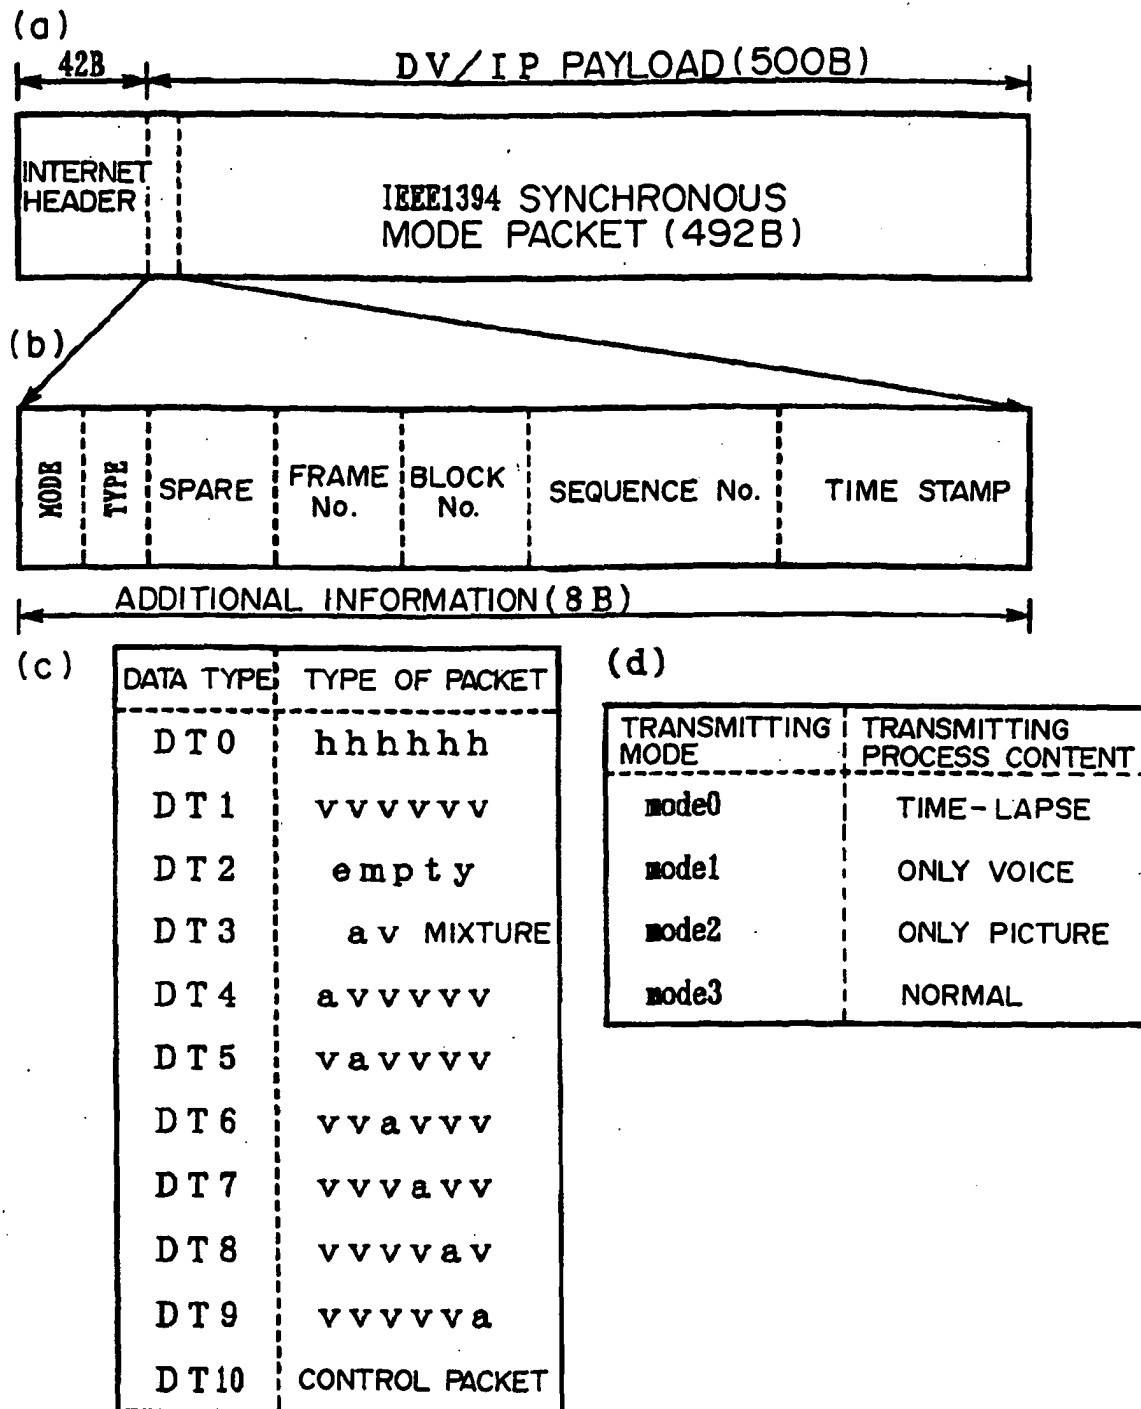 (a)
42B
DV/IP PAYLOAD(500B)
INTERNET
HEADER
IEEE1394 SYNCHRONOUS
MODE PACKET (492B)
(b)
MODE
TYPE
SPARE
FRAME
No.
BLOCK
No.
SEQUENCE No.
TIME STAMP
ADDITIONAL INFORMATION(8B)
(c)
DATA TYPE TYPE OF PACKET
DT0 hhhhhh
DT1 vvvvvv
DT2 empty
DT3 av MIXTURE
DT4 avvvvv
DT5 vavvvv
DT6 vvavvv
DT7 vvvavv
DT8 vvvvav
DT9 vvvvva
DT10 CONTROL PACKET
(d)
TRANSMITTING
MODE
TRANSMITTING
PROCESS CONTENT
mode0 TIME-LAPSE
mode1 ONLY VOICE
mode2 ONLY PICTURE
mode3 NORMAL